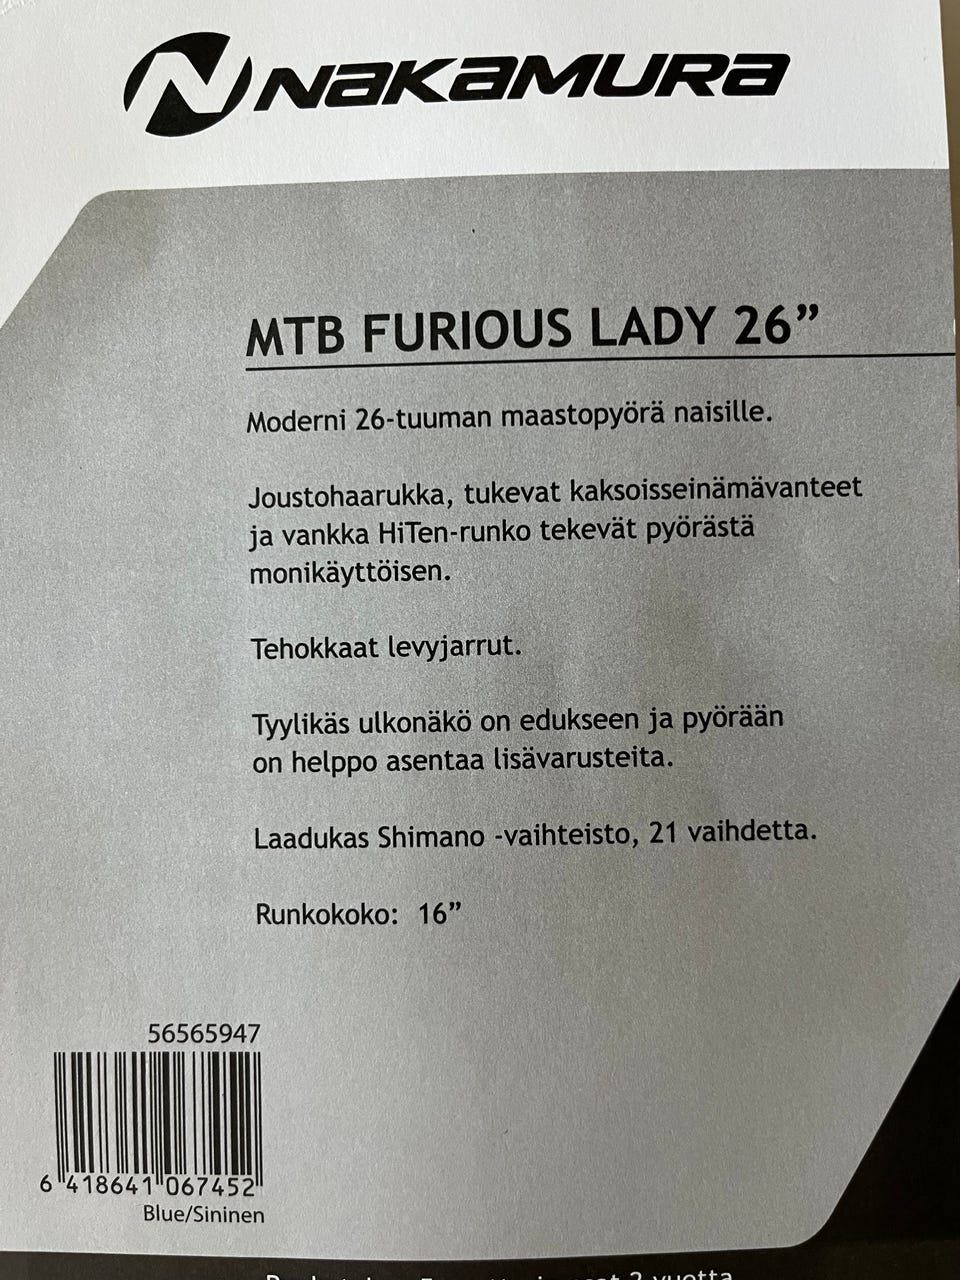 NAKAMURA
MTB FURIOUS LADY 26”
Moderni 26-tuuman maastopyörä naisille.
Joustohaarukka, tukevat kaksoisseinämävanteet
ja vankka HiTen-runko tekevät pyörästä
monikäyttöisen.
Tehokkaat levyjarrut.
Tyylikäs ulkonäkö on edukseen ja pyörään
on helppo asentaa lisävarusteita.
Laadukas Shimano -vaihteisto, 21 vaihdetta.
Runkokoko: 16”
56565947
6 418641 067452
Blue/Sininen
2 vuotta